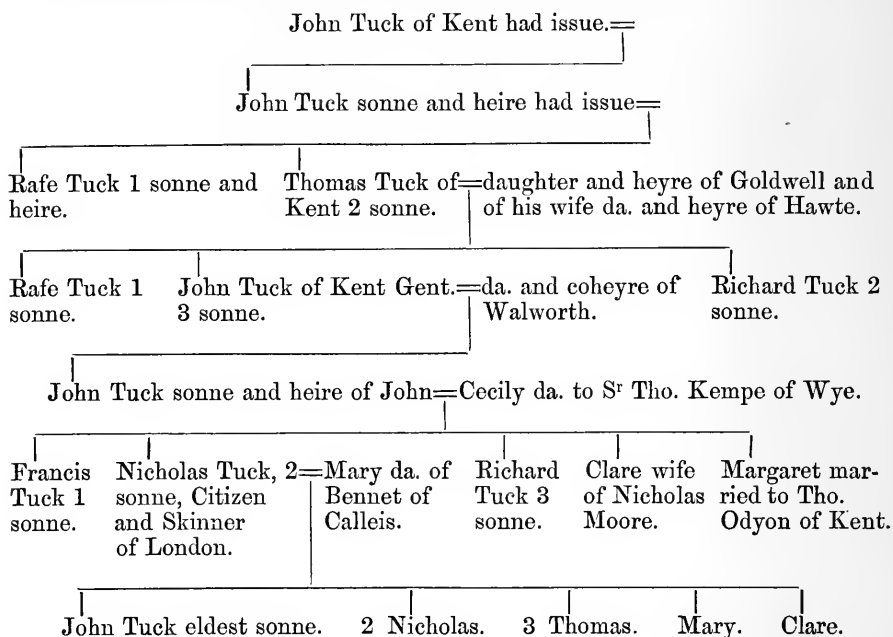 John Tuck of Kent had issue.=
John Tuck sonne and heire had issue=
Rafe Tuck 1 sonne and
heire.
Thomas Tuck of=daughter and heyre of Goldwell and
Kent 2 sonne.
of his wife da. and heyre of Hawte.
Rafe Tuck 1
sonne.
John Tuck of Kent Gent.=da. and coheyre of
3 sonne.
Walworth.
Richard Tuck 2
sonne.
John Tuck sonne and heire of John=Cecily da. to Sʳ Tho. Kempe of Wye.
Francis
Tuck 1
sonne.
Nicholas Tuck, 2=Mary da. of
sonne, Citizen
and Skinner
of London.
Bennet of
Calleis.
Richard
Tuck 3
sonne.
Clare wife
of Nicholas
Moore.
Margaret mar-
ried to Tho.
Odyon of Kent.
John Tuck eldest sonne.
2 Nicholas.
3 Thomas.
Mary.
Clare.